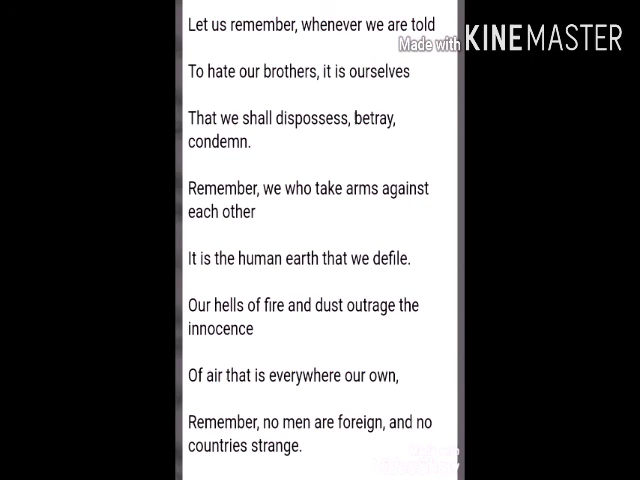 Let us remember, whenever we are told
Made with KINEMASTER
To hate our brothers, it is ourselves
That we shall dispossess, betray,
condemn.
Remember, we who take arms against
each other
It is the human earth that we defile.
Our hells of fire and dust outrage the
innocence
Of air that is everywhere our own,
Remember, no men are foreign, and no
countries strange.